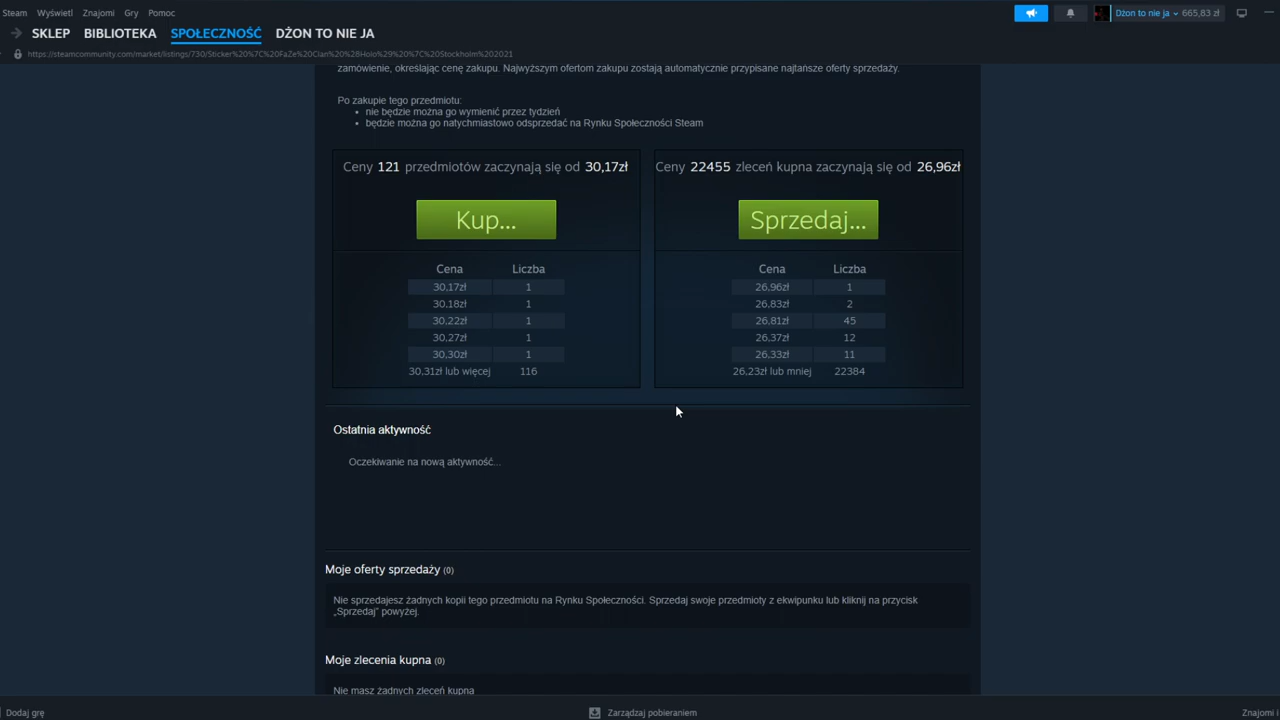 Steam Wyświetl Znajomi Gry Pomoc
Dżon to nie ja 665,83 zł
SKLEP BIBLIOTEKA SPOŁECZNOŚĆ DŻON TO NIE JA
https://steamcommunity.com/market/listings/730/Sticker%20%7C%20FaZe%20Clan%20%28Holo%29%20%7C%20Stockholm%202021
zamówienie, określając cenę zakupu. Najwyższym ofertom zakupu zostają automatycznie przypisane najtańsze oferty sprzedaży.
Po zakupie tego przedmiotu:
• nie będzie można go wymienić przez tydzień
• będzie można go natychmiastowo odsprzedać na Rynku Społeczności Steam
Ceny 121 przedmiotów zaczynają się od 30,17zł
Kup...
Cena Liczba
30,17zł 1
30,18zł 1
30,22zł 1
30,27zł 1
30,30zł 1
30,31zł lub więcej 116
Ceny 22455 zleceń kupna zaczynają się od 26,96zł
Sprzedaj...
Cena Liczba
26,96zł 1
26,83zł 2
26,81zł 45
26,37zł 12
26,33zł 11
26,23zł lub mniej 22384
Ostatnia aktywność
Oczekiwanie na nową aktywność...
Moje oferty sprzedaży (0)
Nie sprzedajesz żadnych kopii tego przedmiotu na Rynku Społeczności. Sprzedaj swoje przedmioty z ekwipunku lub kliknij na przycisk
„Sprzedaj” powyżej.
Moje zlecenia kupna (0)
Nie masz żadnych zleceń kupna
Dodaj grę Zarządzaj pobieraniem Znajomi i